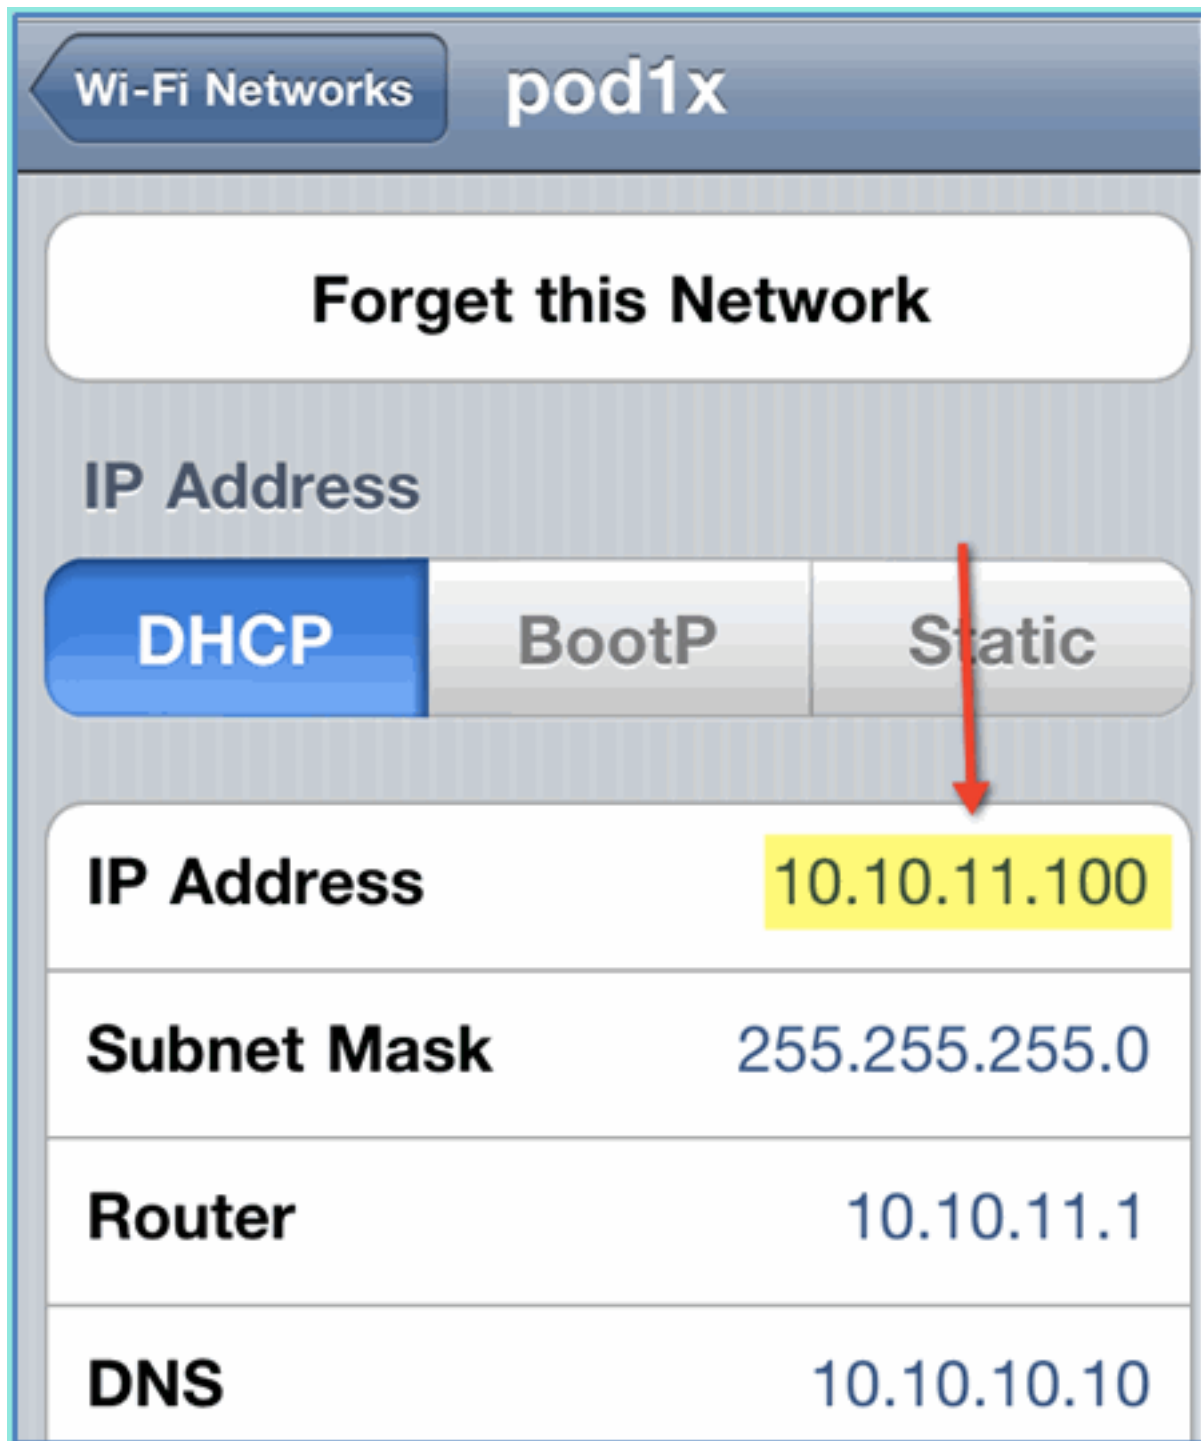 Wi-Fi Networks pod1x
Forget this Network
IP Address
DHCP BootP Static
IP Address 10.10.11.100
Subnet Mask 255.255.255.0
Router 10.10.11.1
DNS 10.10.10.10